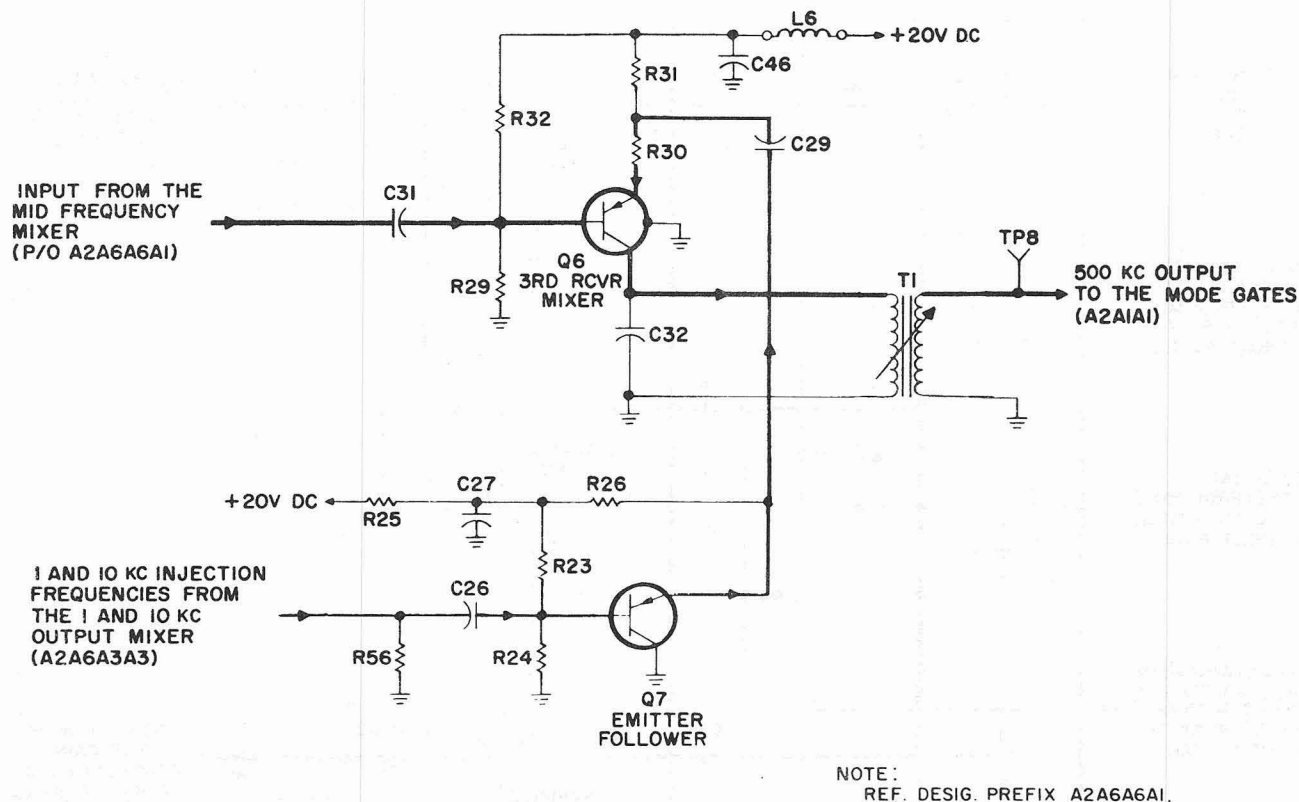 L6
+20V DC
C46
R31
R32
R30
C29
INPUT FROM THE
MID FREQUENCY
MIXER
(P/O A2A6A6A1)
C31
Q6
3RD RCVR
MIXER
R29
C32
T1
TP8
500 KC OUTPUT
TO THE MODE GATES
(A2A1A1)
+20V DC
R25
C27
R26
R23
1 AND 10 KC INJECTION
FREQUENCIES FROM
THE 1 AND 10 KC
OUTPUT MIXER
(A2A6A3A3)
C26
R56
R24
Q7
EMITTER
FOLLOWER
NOTE:
REF. DESIG. PREFIX A2A6A6A1.